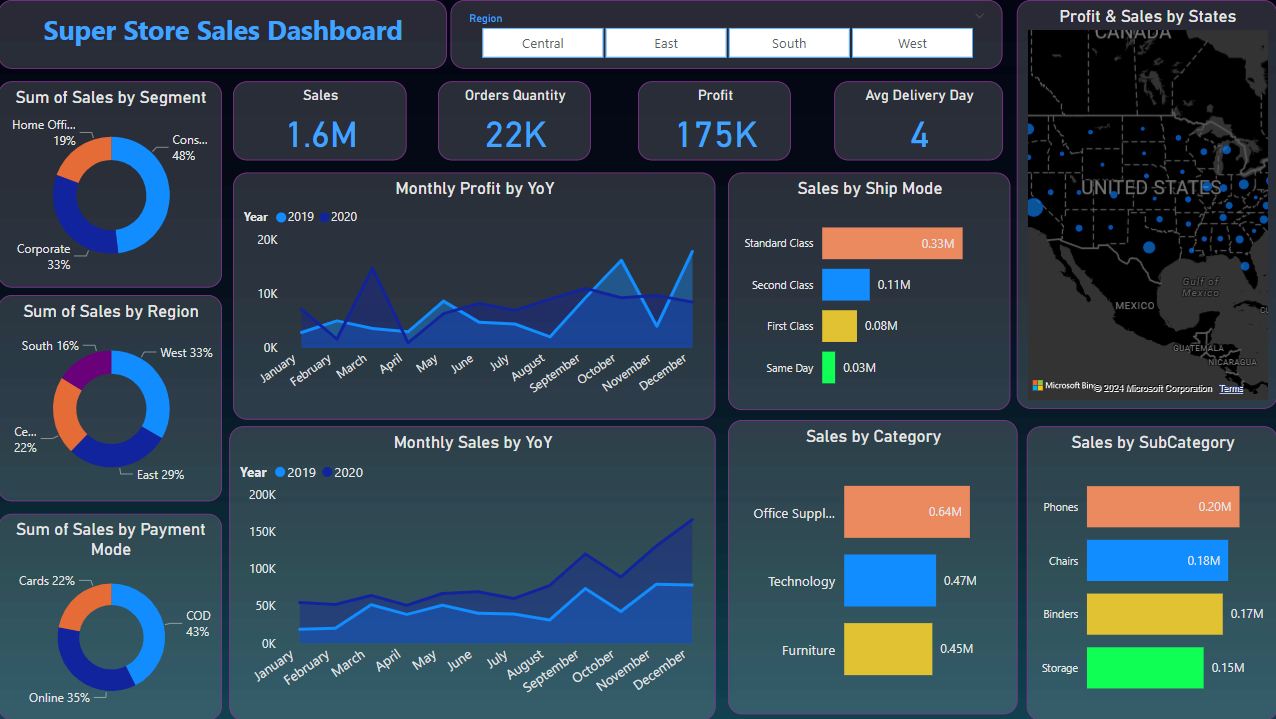 Super Store Sales Dashboard
Region
Central
East
South
West
Profit & Sales by States
CANADA
UNITED STATES
Gulf of
Mexico
MEXICO
GUATEMALA
NICARAGUA
Microsoft Bing
© 2024 Microsoft Corporation Terms
Sum of Sales by Segment
Home Offi...
19%
Cons...
48%
Corporate
33%
Sales
1.6M
Orders Quantity
22K
Profit
175K
Avg Delivery Day
4
Monthly Profit by YoY
Year 2019 2020
20K
10K
0K
January
February
March
April
May
June
July
August
September
October
November
December
Sales by Ship Mode
Standard Class 0.33M
Second Class 0.11M
First Class 0.08M
Same Day 0.03M
Sum of Sales by Region
South 16%
West 33%
Ce...
22%
East 29%
Monthly Sales by YoY
Year 2019 2020
200K
150K
100K
50K
0K
January
February
March
April
May
June
July
August
September
October
November
December
Sales by Category
Office Suppl... 0.64M
Technology 0.47M
Furniture 0.45M
Sales by SubCategory
Phones 0.20M
Chairs 0.18M
Binders 0.17M
Storage 0.15M
Sum of Sales by Payment
Mode
Cards 22%
COD
43%
Online 35%